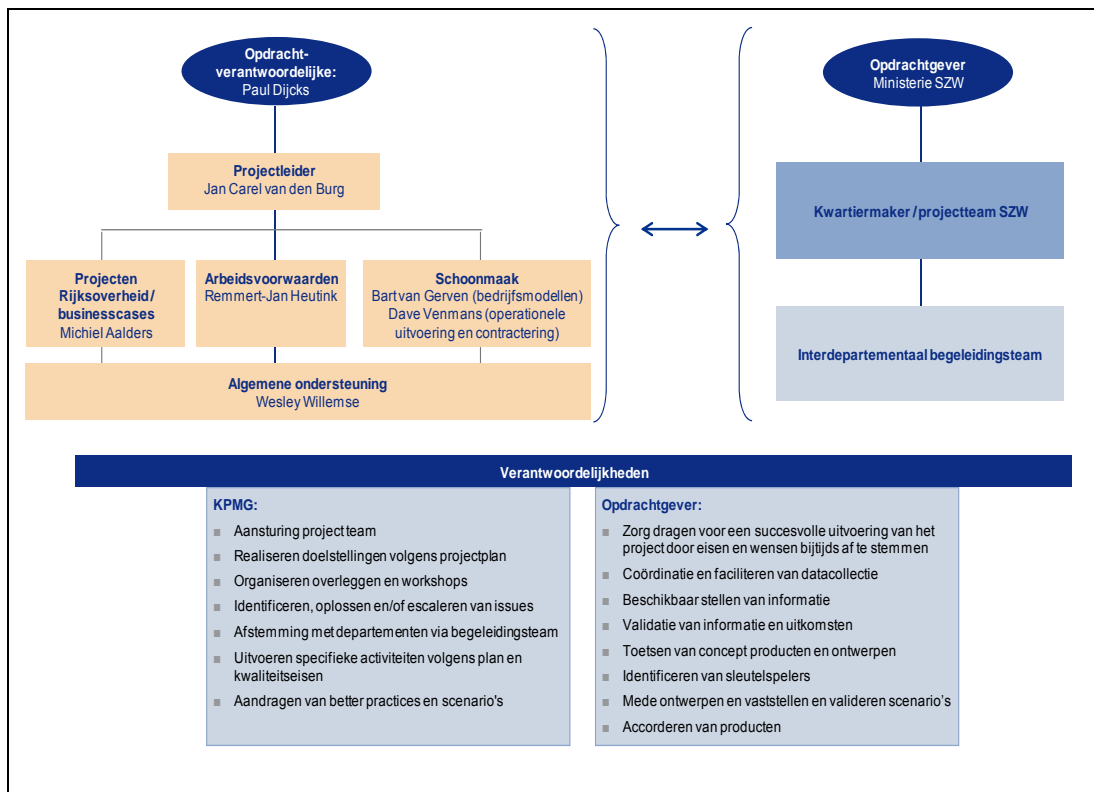 Opdracht-
verantwoordelijke:
Paul Dijcks
Projectleider
Jan Carel van den Burg
Projecten
Rijksoverheid/
businesscases
Michiel Aalders
Arbeidsvoorwaarden
Remmert-Jan Heutink
Schoonmaak
Bart van Gerven (bedrijfsmodellen)
Dave Venmans (operationele
uitvoering en contractering)
Algemene ondersteuning
Wesley Willemse
Opdrachtgever
Ministerie SZW
Kwartiermaker / projectteam SZW
Interdepartementaal begeleidingsteam
Verantwoordelijkheden
KPMG:
Aansturing project team
Realiseren doelstellingen volgens projectplan
Organiseren overleggen en workshops
Identificeren, oplossen en/of escaleren van issues
Afstemming met departementen via begeleidingsteam
Uitvoeren specifieke activiteiten volgens plan en
kwaliteitseisen
Aandragen van better practices en scenario's
Opdrachtgever:
Zorg dragen voor een succesvolle uitvoering van het
project door eisen en wensen bijtijds af te stemmen
Coördinatie en faciliteren van datacollectie
Beschikbaar stellen van informatie
Validatie van informatie en uitkomsten
Toetsen van concept producten en ontwerpen
Identificeren van sleutelspelers
Mede ontwerpen en vaststellen en valideren scenario's
Accorderen van producten